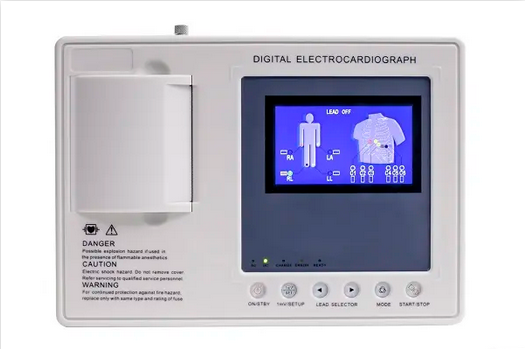 DIGITAL ELECTROCARDIOGRAPH
LEAD OFF
RA
LA
RL
LL
DANGER
Possible explosion hazard if used in
the presence of flammable anesthetics
CAUTION
Electric shock hazard. Do not remove cover.
Refer servicing to qualified service personnel.
WARNING
For continued protection against fire hazard,
replace only with same type and rating of fuse.
ON/STBY
1mV/SETUP
LEAD SELECTOR
MODE
START/STOP